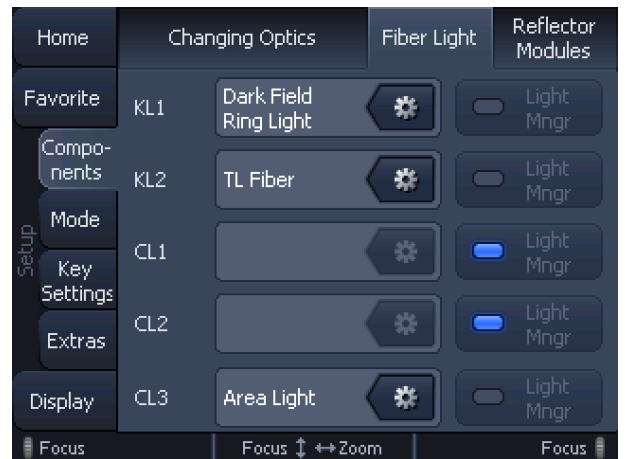 Home
Changing Optics
Fiber Light
Reflector
Modules
Favorite
KL1
Dark Field
Ring Light
Light
Mngr
Compo-
nents
KL2
TL Fiber
Light
Mngr
Setup
Mode
CL1
Light
Mngr
Key
Settings
CL2
Light
Mngr
Extras
Display
CL3
Area Light
Light
Mngr
Focus
Focus ↕ ↔ Zoom
Focus